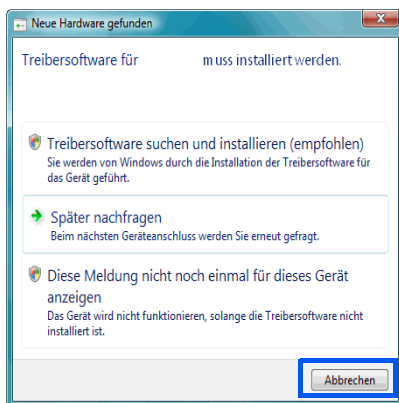 Neue Hardware gefunden
Treibersoftware für muss installiert werden.
Treibersoftware suchen und installieren (empfohlen)
Sie werden von Windows durch die Installation der Treibersoftware für
das Gerät geführt.
Später nachfragen
Beim nächsten Geräteanschluss werden Sie erneut gefragt.
Diese Meldung nicht noch einmal für dieses Gerät
anzeigen
Das Gerät wird nicht funktionieren, solange die Treibersoftware nicht
installiert ist.
Abbrechen